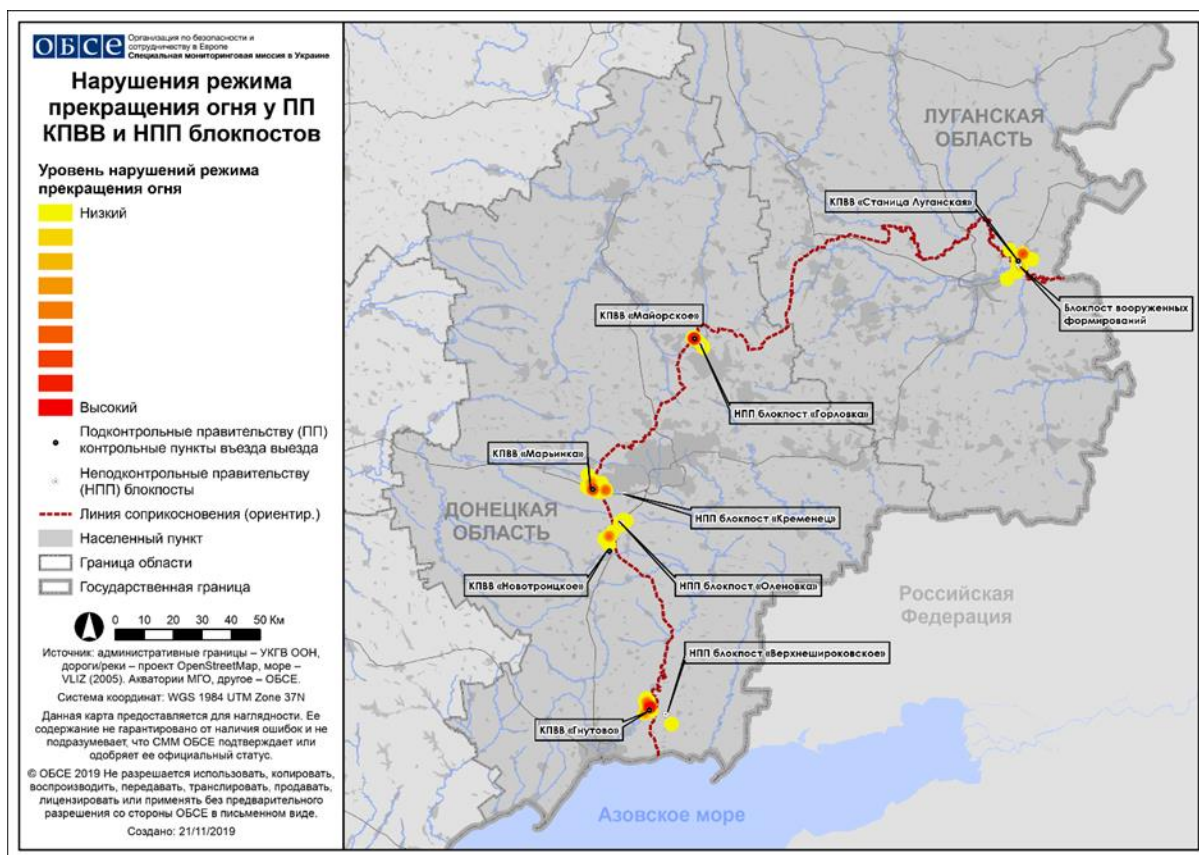 ОБСЕ
Организация по безопасности и
сотрудничеству в Европе
Специальная мониторинговая миссия в Украине
Нарушения режима
прекращения огня у ПП
КПВВ и НПП блокпостов
Уровень нарушений режима
прекращения огня
Низкий
Высокий
Подконтрольные правительству (ПП)
контрольные пункты въезда выезда
Неподконтрольные правительству
(НПП) блокпосты
Линия соприкосновения (ориентир.)
Населенный пункт
Граница области
Государственная граница
0 10 20 30 40 50 Км
Источник: административные границы – УКГВ ООН,
дороги/реки – проект OpenStreetMap, море –
VLIZ (2005). Акватории МГО, другое – ОБСЕ.
Система координат: WGS 1984 UTM Zone 37N
Данная карта предоставляется для наглядности. Ее
содержание не гарантировано от наличия ошибок и не
подразумевает, что СММ ОБСЕ подтверждает или
одобряет ее официальный статус.
© ОБСЕ 2019 Не разрешается использовать, копировать,
воспроизводить, передавать, транслировать, продавать,
лицензировать или применять без предварительного
разрешения со стороны ОБСЕ в письменном виде.
Создано: 21/11/2019
ЛУГАНСКАЯ
ОБЛАСТЬ
КПВВ «Станица Луганская»
Блокпост вооруженных
формирований
КПВВ «Майорское»
НПП блокпост «Горловка»
КПВВ «Марьинка»
ДОНЕЦКАЯ
ОБЛАСТЬ
НПП блокпост «Кременец»
КПВВ «Новотроицкое»
НПП блокпост «Оленовка»
Российская
Федерация
НПП блокпост «Верхнешироковское»
КПВВ «Гнутово»
Азовское море